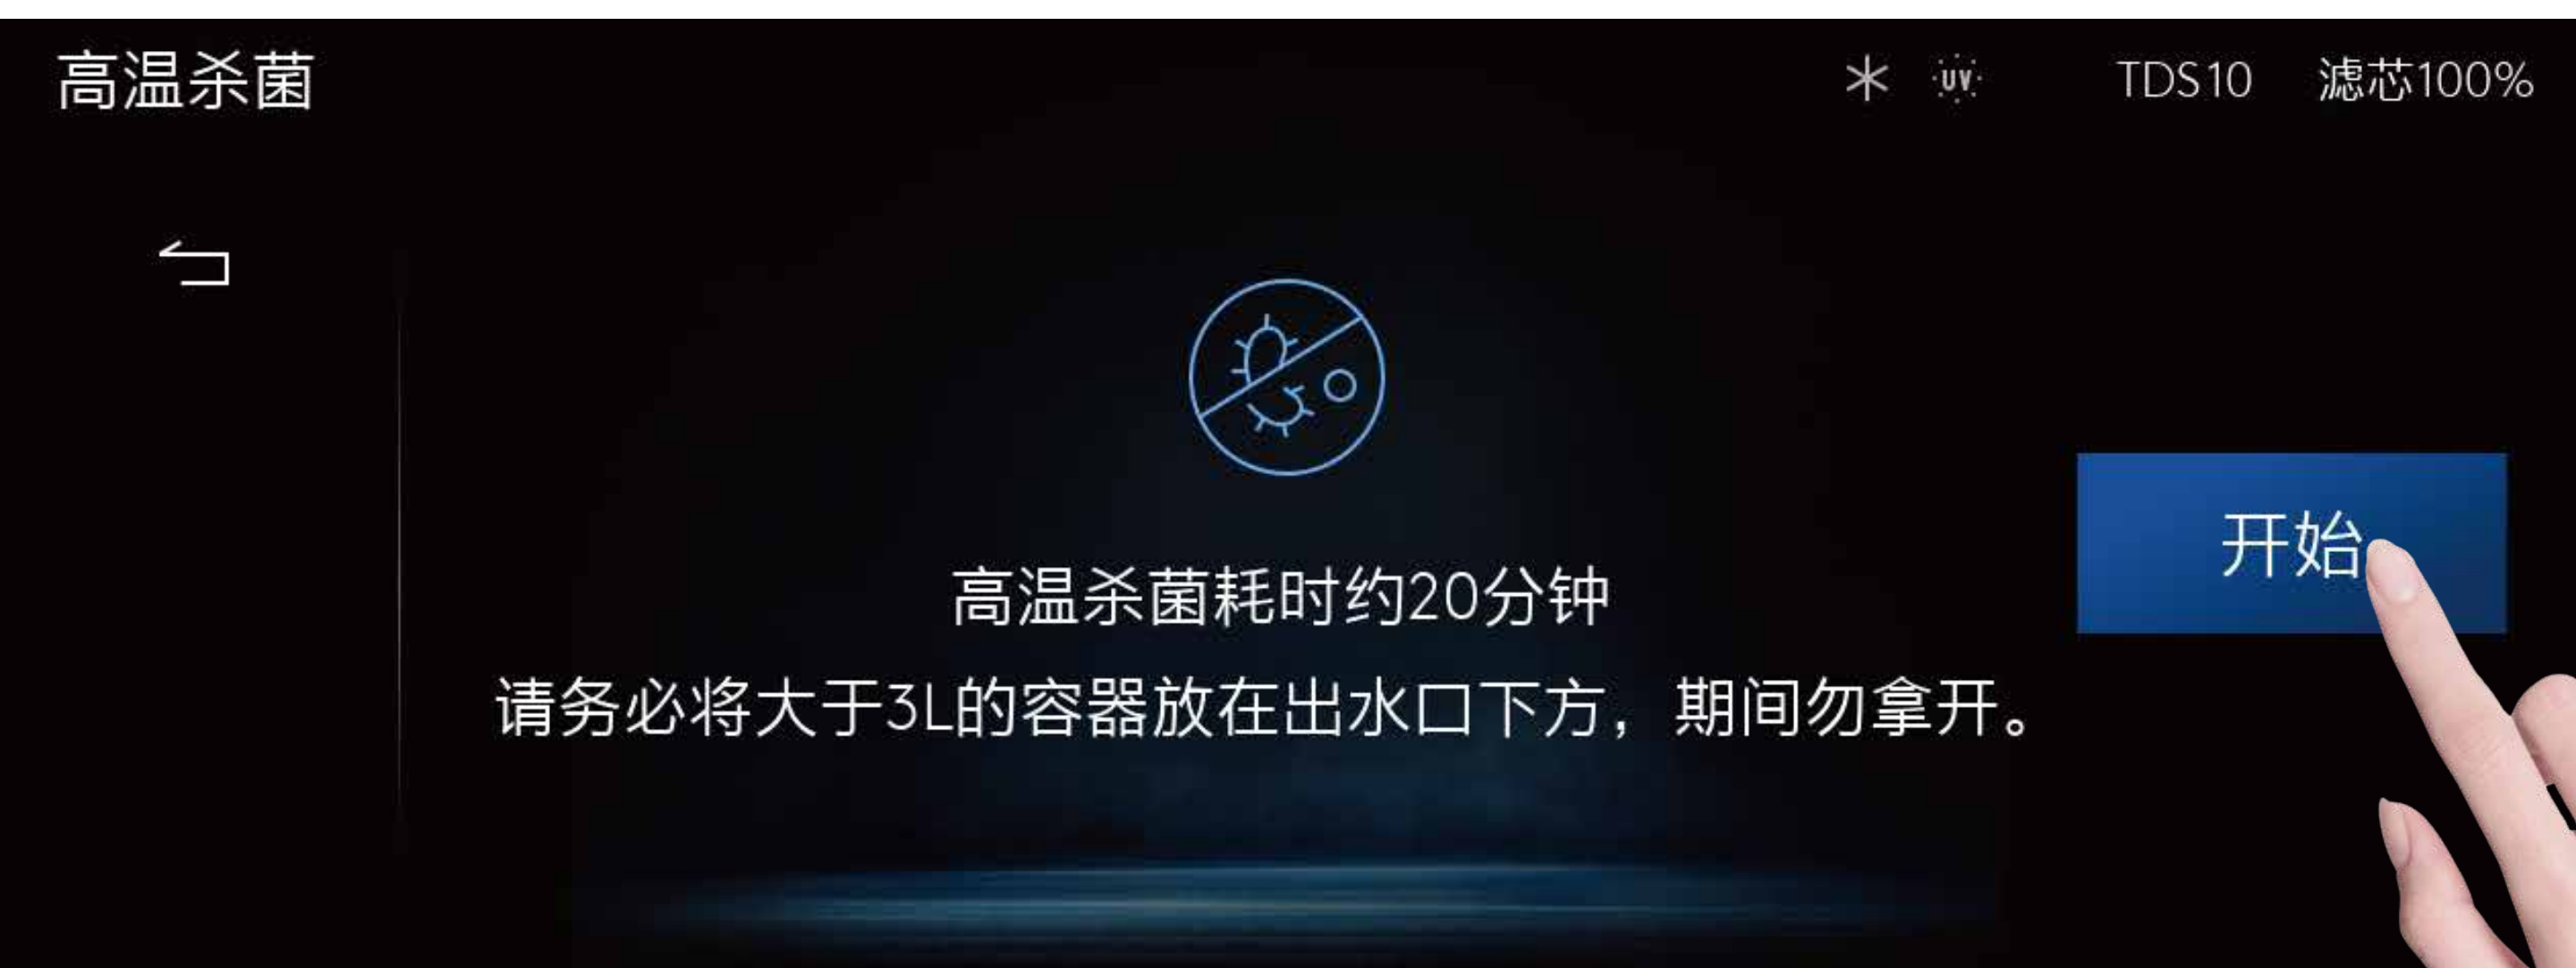 高温杀菌
UV
TDS10
滤芯100%
高温杀菌耗时约20分钟
请务必将大于3L的容器放在出水口下方，期间勿拿开。
开始